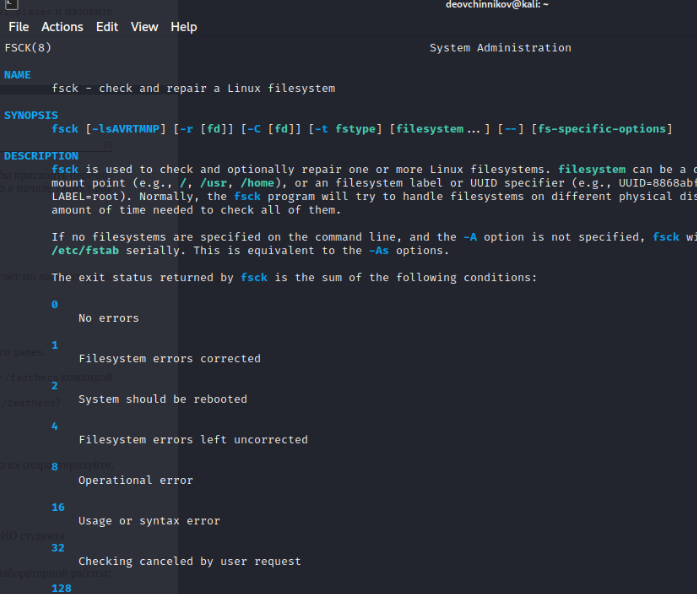 deovchinnikov@kali: ~
File Actions Edit View Help
FSCK(8) System Administration
NAME
fsck - check and repair a Linux filesystem
SYNOPSIS
fsck [-lsAVRTMNP] [-r [fd]] [-C [fd]] [-t fstype] [filesystem...] [--] [fs-specific-options]
DESCRIPTION
fsck is used to check and optionally repair one or more Linux filesystems. filesystem can be a
mount point (e.g., /, /usr, /home), or an filesystem label or UUID specifier (e.g., UUID=8868abf
LABEL=root). Normally, the fsck program will try to handle filesystems on different physical dis
amount of time needed to check all of them.
If no filesystems are specified on the command line, and the -A option is not specified, fsck wi
/etc/fstab serially. This is equivalent to the -As options.
The exit status returned by fsck is the sum of the following conditions:
0
No errors
1
Filesystem errors corrected
2
System should be rebooted
4
Filesystem errors left uncorrected
8
Operational error
16
Usage or syntax error
32
Checking canceled by user request
128